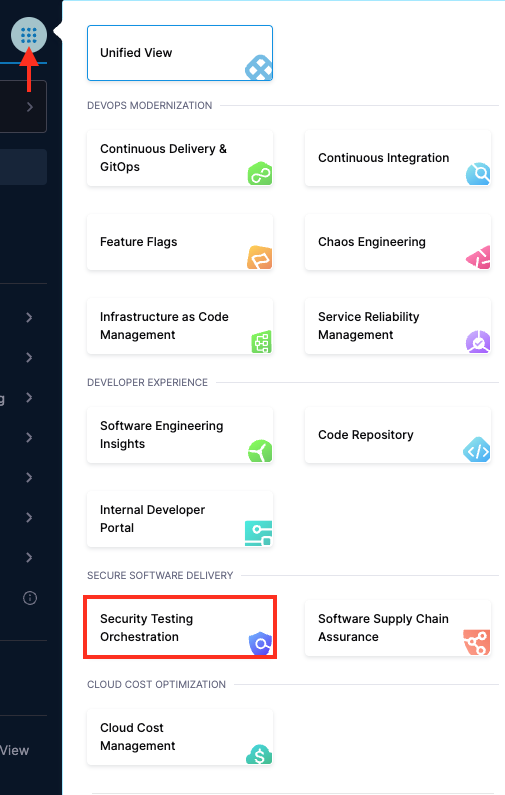 Unified View
DEVOPS MODERNIZATION
Continuous Delivery &
GitOps
Continuous Integration
Feature Flags
Chaos Engineering
Infrastructure as Code
Management
Service Reliability
Management
DEVELOPER EXPERIENCE
g
Software Engineering
Insights
Code Repository
Internal Developer
Portal
SECURE SOFTWARE DELIVERY
Security Testing
Orchestration
Software Supply Chain
Assurance
CLOUD COST OPTIMIZATION
Cloud Cost
Management
View